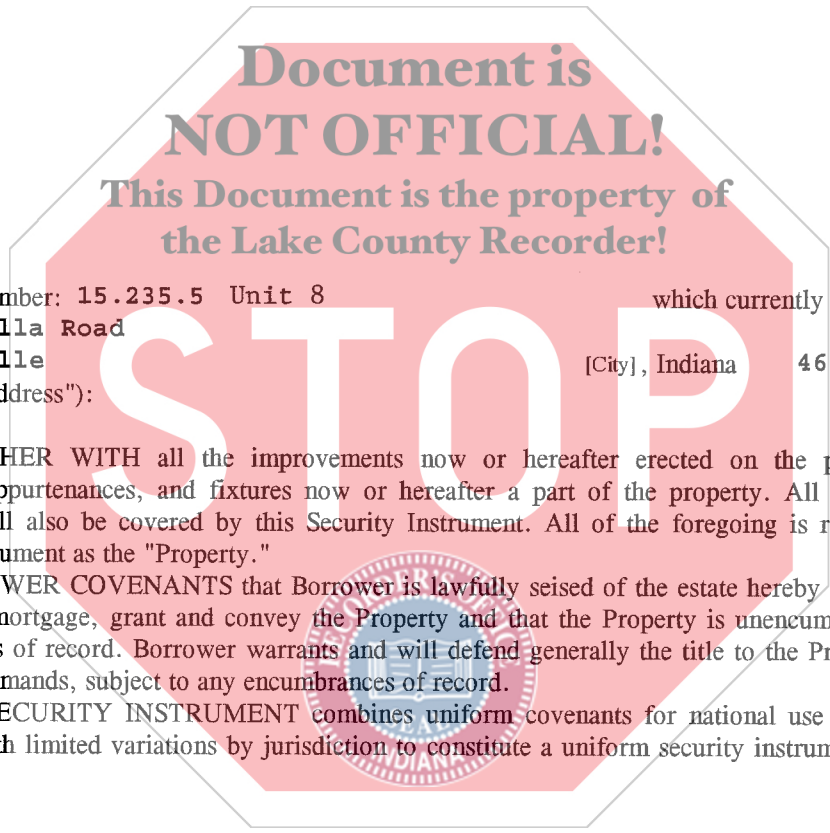 Document is
NOT OFFICIAL!
This Document is the property of
the Lake County Recorder!
mber: 15.235.5 Unit 8 which currently
lla Road
lle [City], Indiana 46
ddress"):
STOP
HER WITH all the improvements now or hereafter erected on the p
ppurtenances, and fixtures now or hereafter a part of the property. All
ll also be covered by this Security Instrument. All of the foregoing is r
ument as the "Property."
WER COVENANTS that Borrower is lawfully seised of the estate hereby
mortgage, grant and convey the Property and that the Property is unencum
s of record. Borrower warrants and will defend generally the title to the Pr
mands, subject to any encumbrances of record.
ECURITY INSTRUMENT combines uniform covenants for national use
th limited variations by jurisdiction to constitute a uniform security instrum
RECORDER'S OFFICE
SEAL
INDIANA